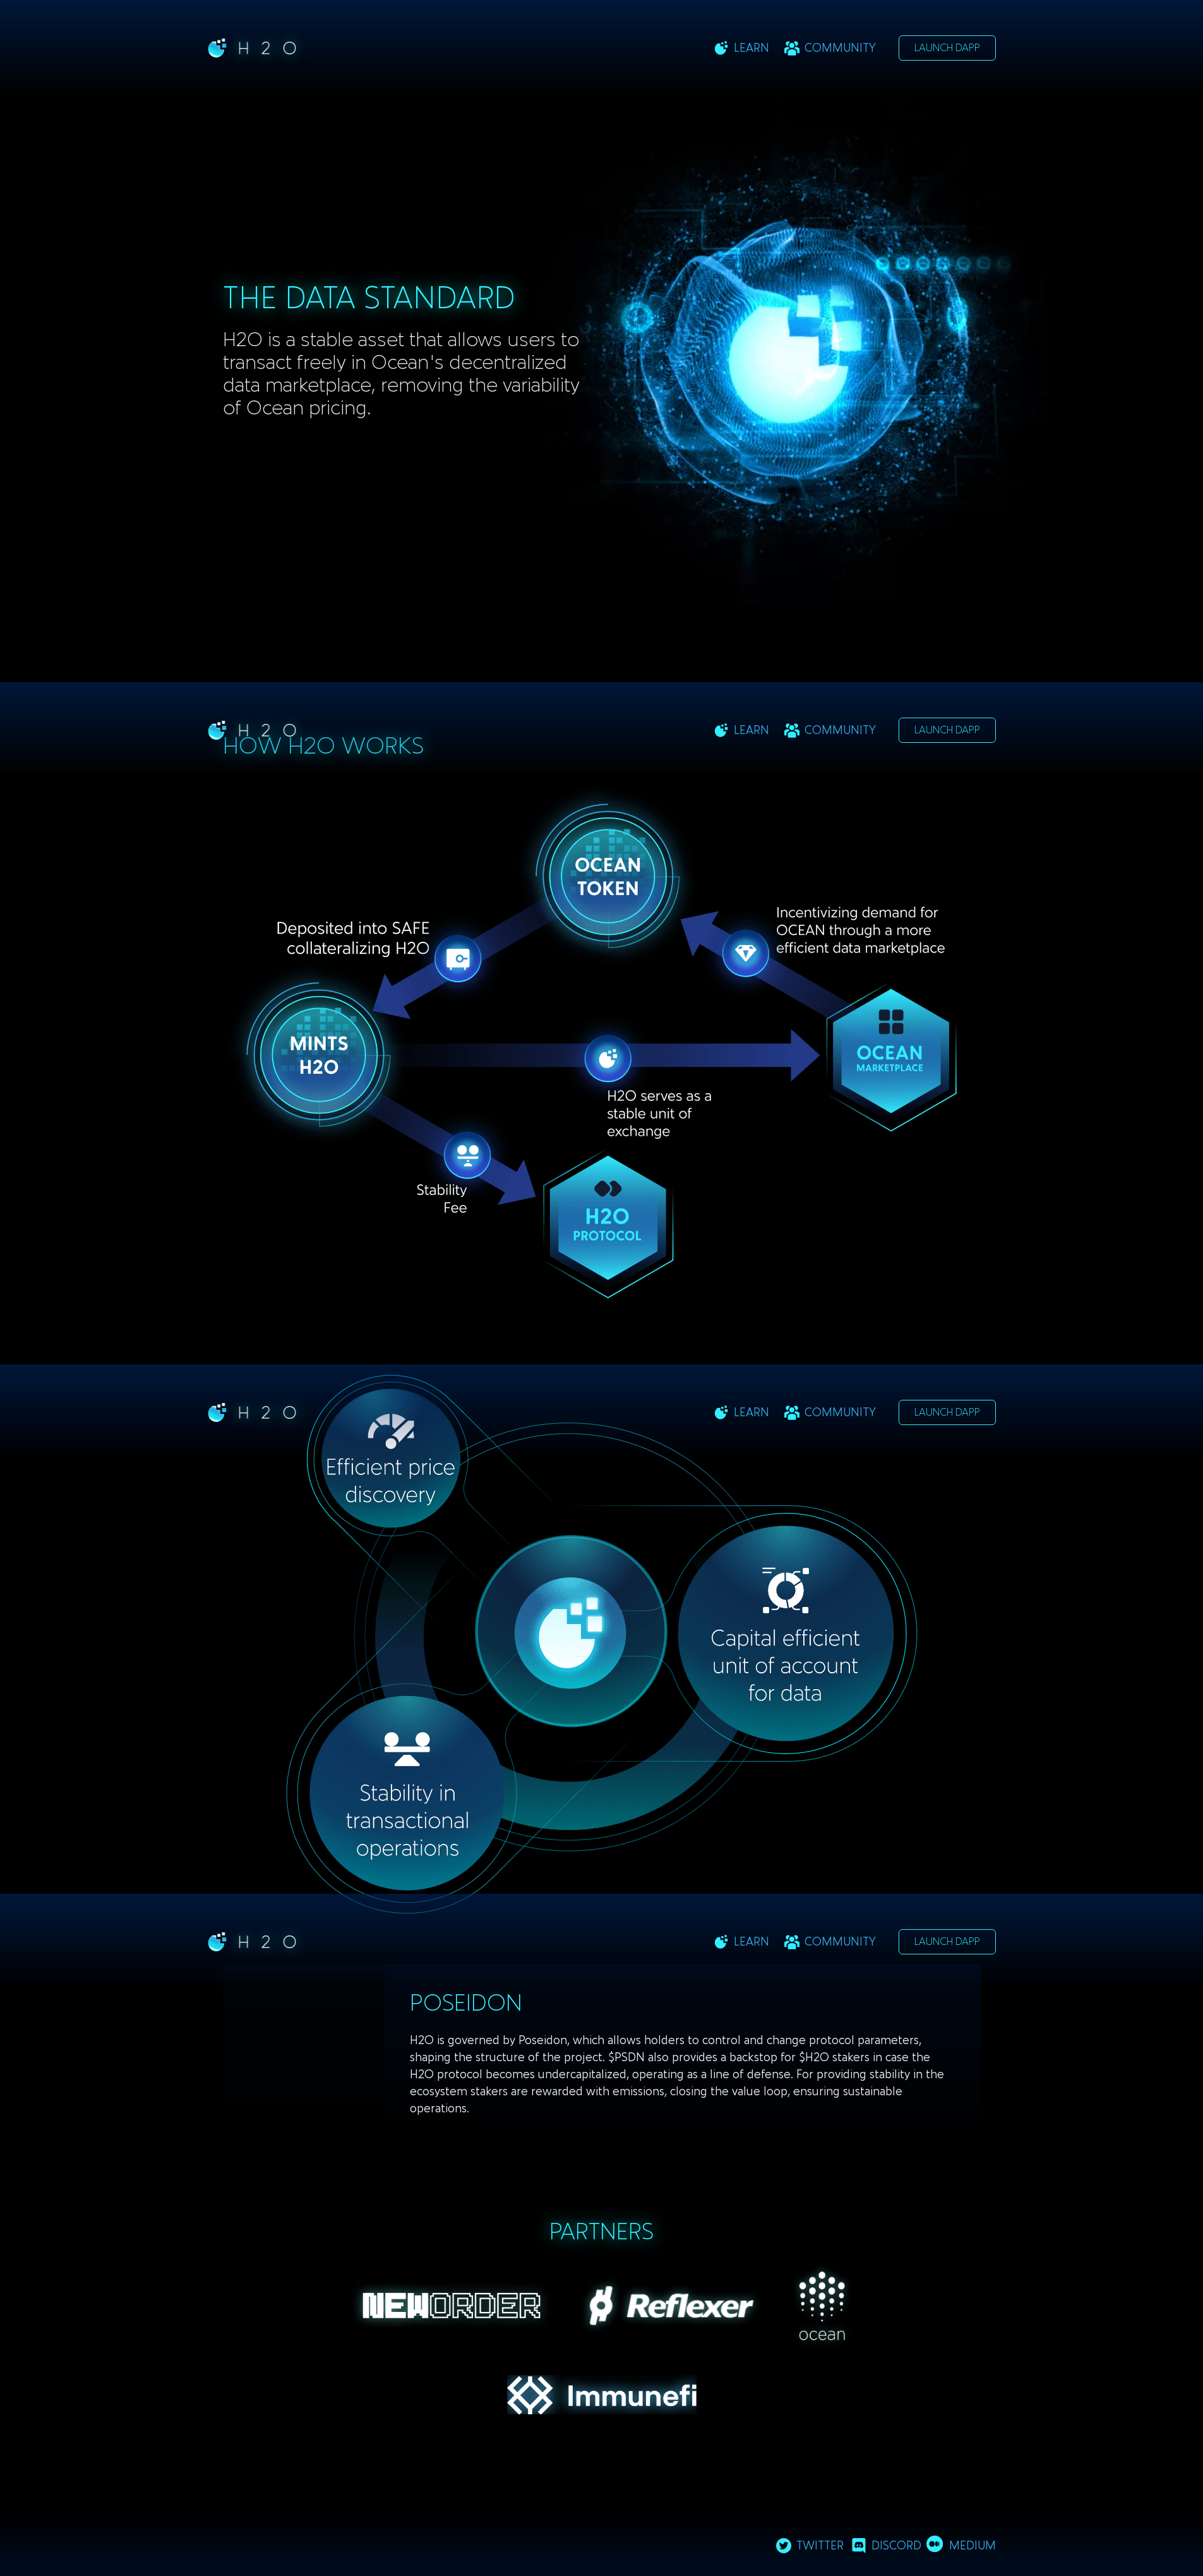 H 2 O
LEARN
COMMUNITY
LAUNCH DAPP
THE DATA STANDARD
H2O is a stable asset that allows users to
transact freely in Ocean's decentralized
data marketplace, removing the variability
of Ocean pricing.
H 2 O
LEARN
COMMUNITY
LAUNCH DAPP
HOW H2O WORKS
OCEAN
TOKEN
Deposited into SAFE
collateralizing H2O
Incentivizing demand for
OCEAN through a more
efficient data marketplace
MINTS
H2O
OCEAN
MARKETPLACE
H2O serves as a
stable unit of
exchange
Stability
Fee
H2O
PROTOCOL
H 2 O
LEARN
COMMUNITY
LAUNCH DAPP
Efficient price
discovery
Capital efficient
unit of account
for data
Stability in
transactional
operations
H 2 O
LEARN
COMMUNITY
LAUNCH DAPP
POSEIDON
H2O is governed by Poseidon, which allows holders to control and change protocol parameters,
shaping the structure of the project. $PSDN also provides a backstop for $H2O stakers in case the
H2O protocol becomes undercapitalized, operating as a line of defense. For providing stability in the
ecosystem stakers are rewarded with emissions, closing the value loop, ensuring sustainable
operations.
PARTNERS
NEWORDER
Reflexer
ocean
Immunefi
TWITTER
DISCORD
MEDIUM